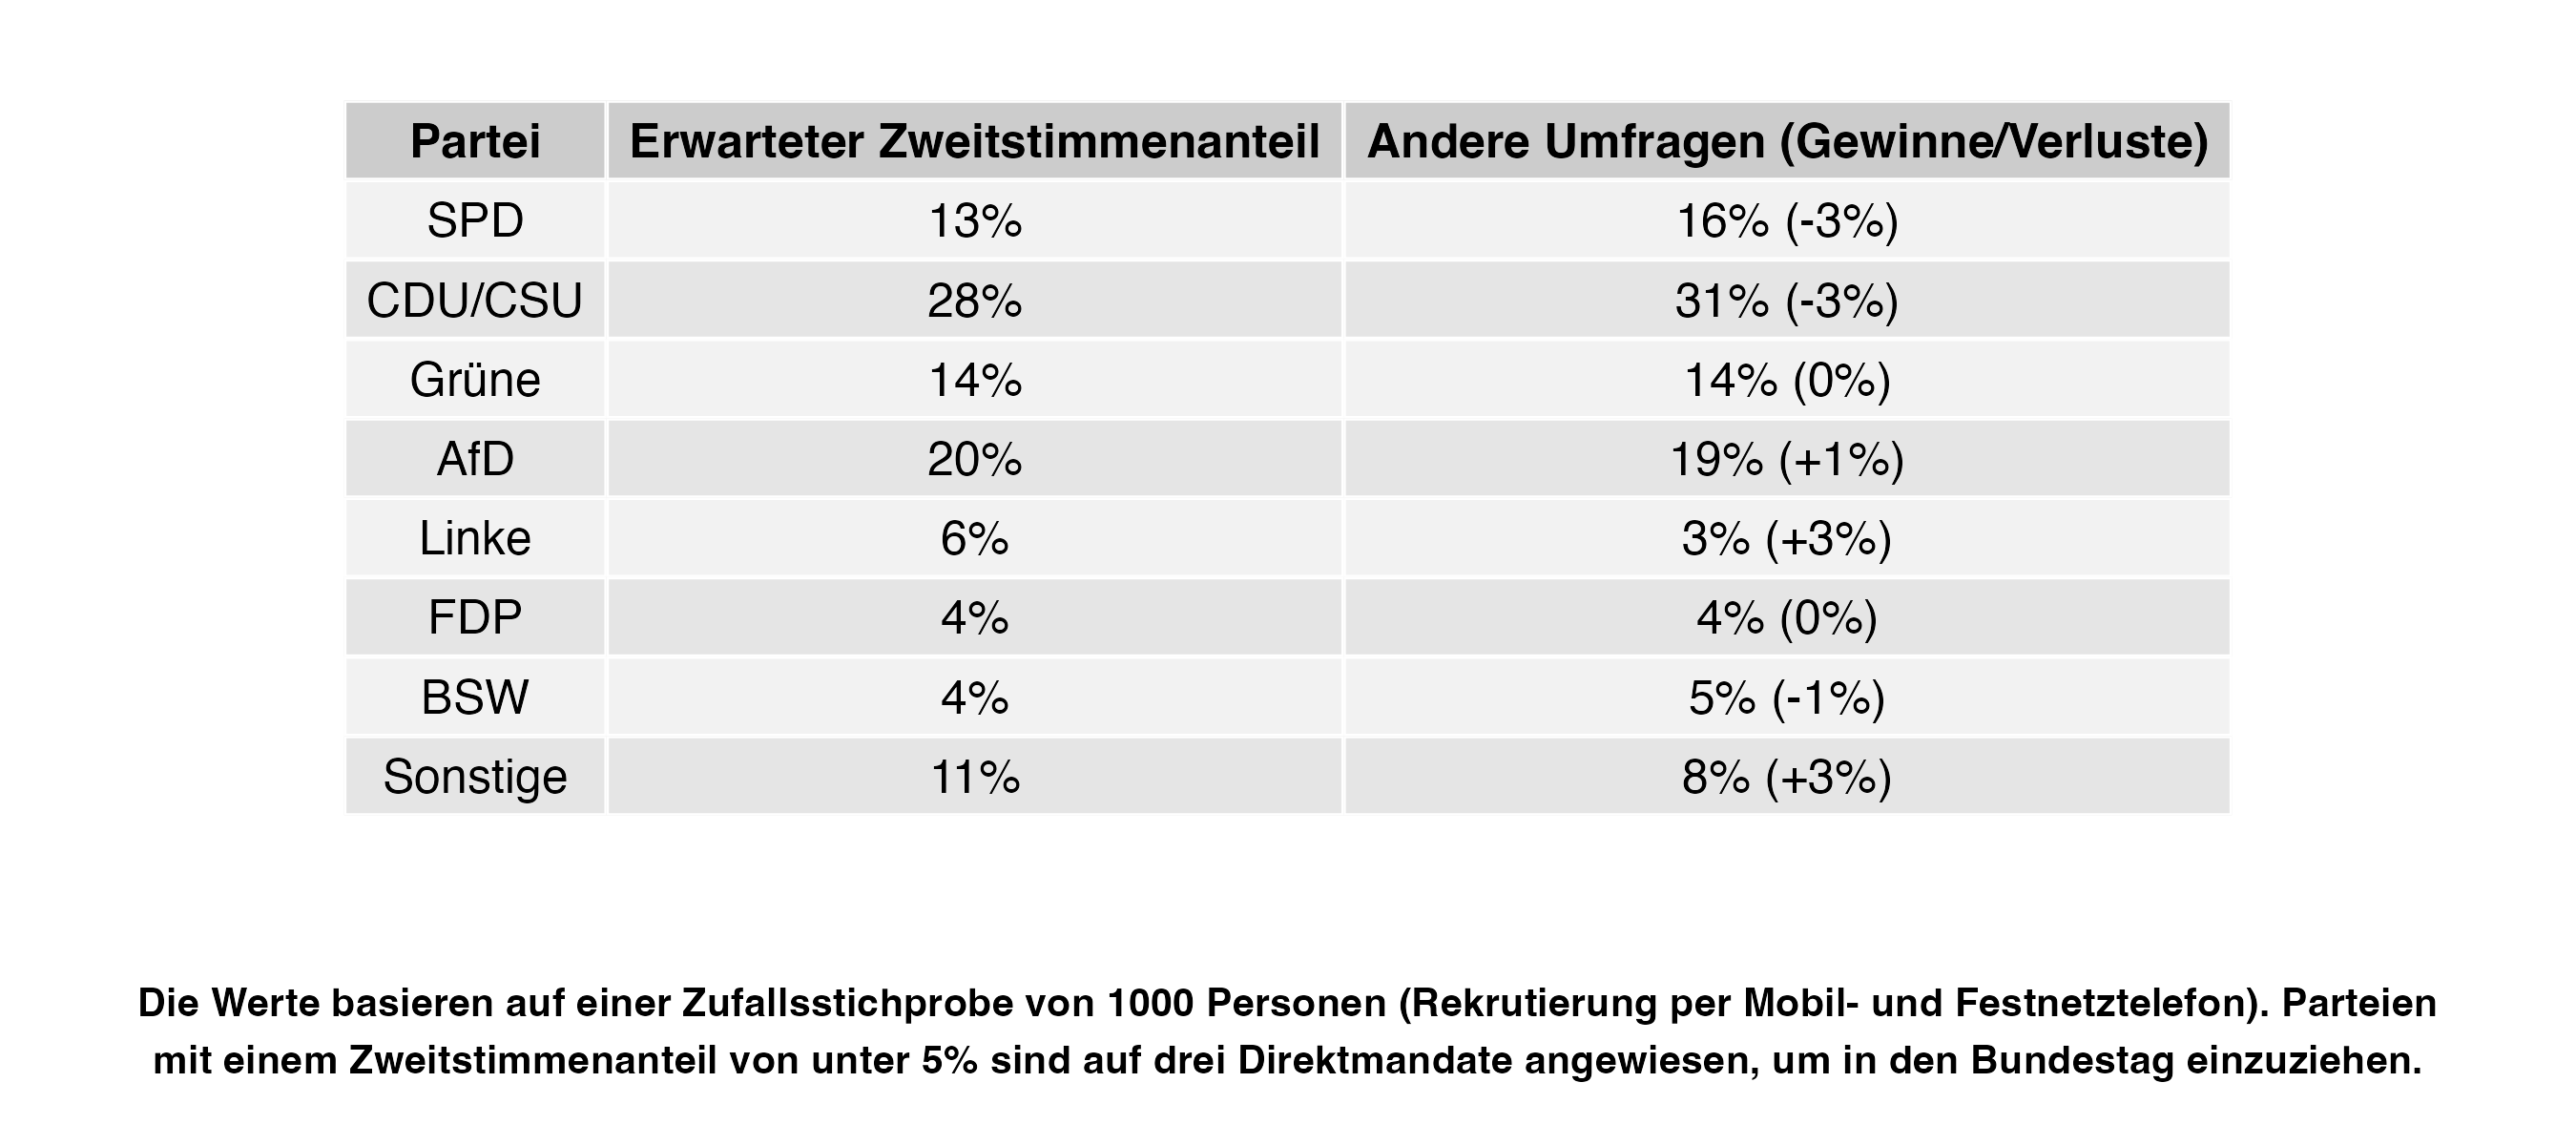 Partei Erwarteter Zweitstimmenanteil Andere Umfragen (Gewinne/Verluste)
SPD 13% 16% (-3%)
CDU/CSU 28% 31% (-3%)
Grüne 14% 14% (0%)
AfD 20% 19% (+1%)
Linke 6% 3% (+3%)
FDP 4% 4% (0%)
BSW 4% 5% (-1%)
Sonstige 11% 8% (+3%)
Die Werte basieren auf einer Zufallsstichprobe von 1000 Personen (Rekrutierung per Mobil- und Festnetztelefon). Parteien
mit einem Zweitstimmenanteil von unter 5% sind auf drei Direktmandate angewiesen, um in den Bundestag einzuziehen.